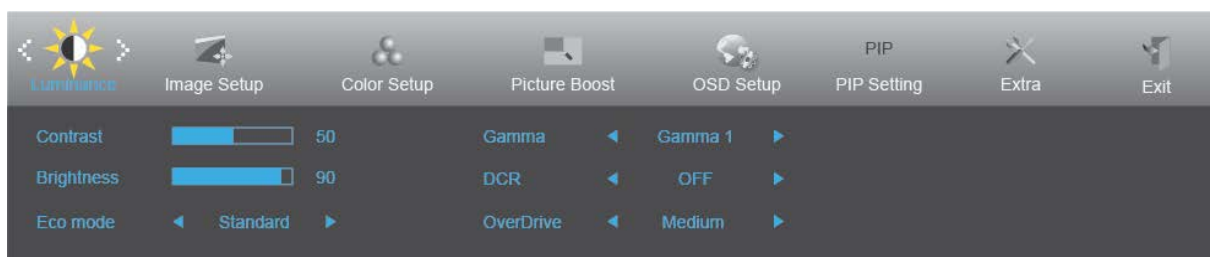 PIP
Luminance Image Setup Color Setup Picture Boost OSD Setup PIP Setting Extra Exit
Contrast 50 Gamma Gamma 1
Brightness 90 DCR OFF
Eco mode Standard OverDrive Medium